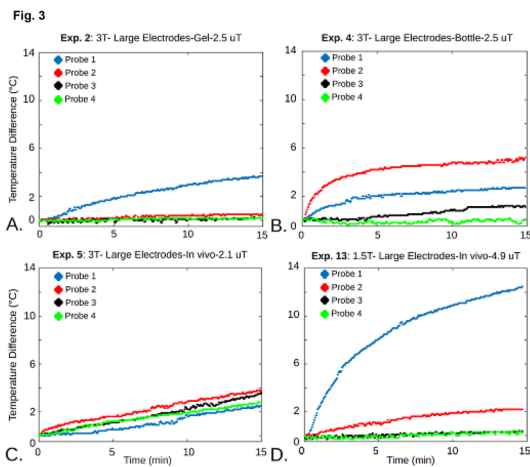 Fig. 3
Exp. 2: 3T- Large Electrodes-Gel-2.5 uT
14
10
6
2
0
Temperature Difference (°C)
Probe 1
Probe 2
Probe 3
Probe 4
0 5 10 15
A.
Exp. 4: 3T- Large Electrodes-Bottle-2.5 uT
14
10
6
2
0
Probe 1
Probe 2
Probe 3
Probe 4
0 5 10 15
B.
Exp. 5: 3T- Large Electrodes-In vivo-2.1 uT
14
10
6
2
0
Temperature Difference (°C)
Probe 1
Probe 2
Probe 3
Probe 4
0 5 10 15
Time (min)
C.
Exp. 13: 1.5T- Large Electrodes-In vivo-4.9 uT
14
10
6
2
0
Probe 1
Probe 2
Probe 3
Probe 4
0 5 10 15
Time (min)
D.